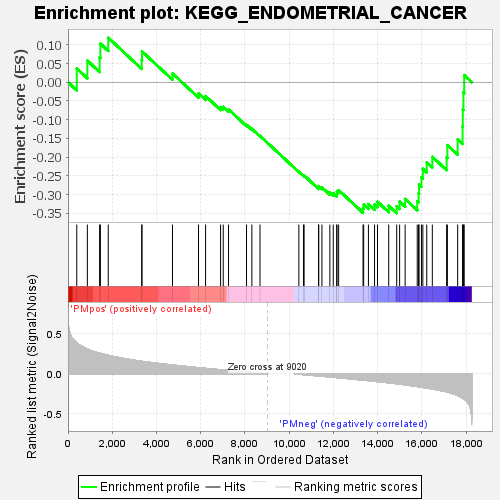 Enrichment plot: KEGG_ENDOMETRIAL_CANCER
Enrichment score (ES)
0.10
0.05
0.00
-0.05
-0.10
-0.15
-0.20
-0.25
-0.30
-0.35
'PMpos' (positively correlated)
Ranked list metric (Signal2Noise)
0.5
0.0
-0.5
Zero cross at 9020
'PMneg' (negatively correlated)
0
2,000
4,000
6,000
8,000
10,000
12,000
14,000
16,000
18,000
Rank in Ordered Dataset
Enrichment profile
Hits
Ranking metric scores